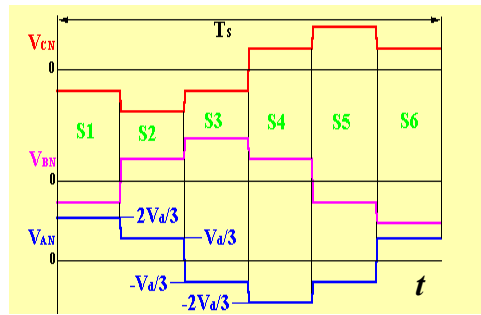 Ts
VCN
0
S1 S2 S3 S4 S5 S6
VBN
0
2Vd/3
VAN
Vd/3
0
-Vd/3
-2Vd/3
t